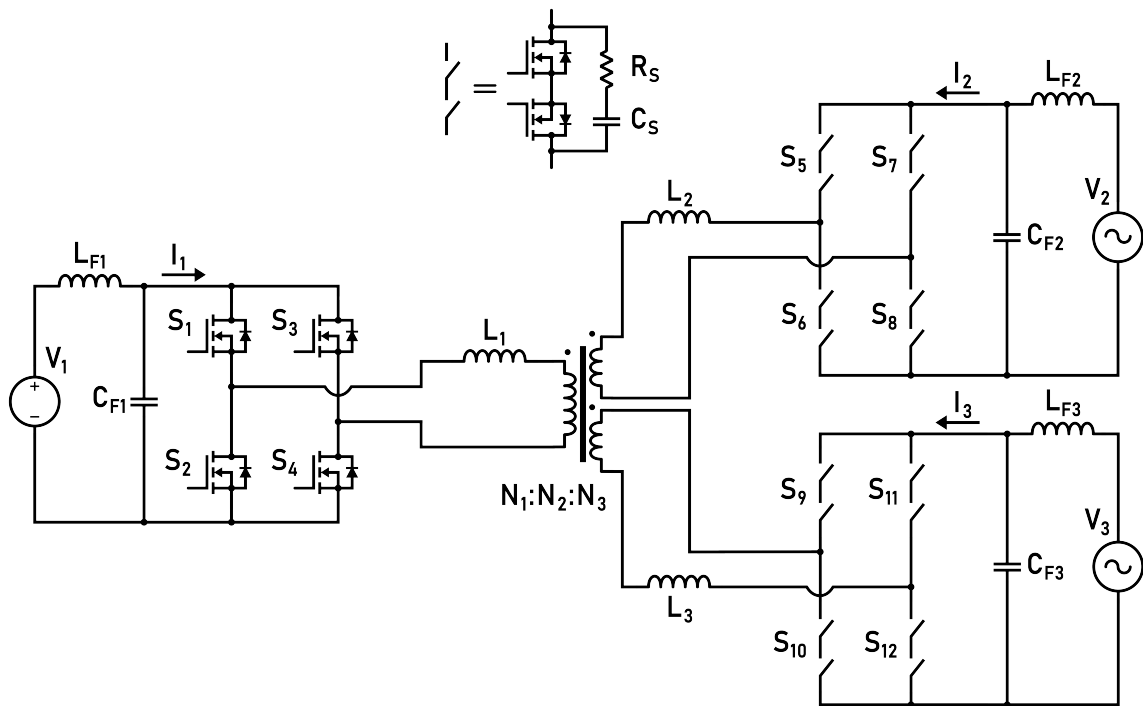 R_S
C_S
I_2
L_F2
S_5
S_7
L_2
V_2
C_F2
L_F1
I_1
S_6
S_8
S_1
S_3
L_1
V_1
+
−
C_F1
I_3
L_F3
S_2
S_4
N_1:N_2:N_3
S_9
S_11
V_3
C_F3
L_3
S_10
S_12